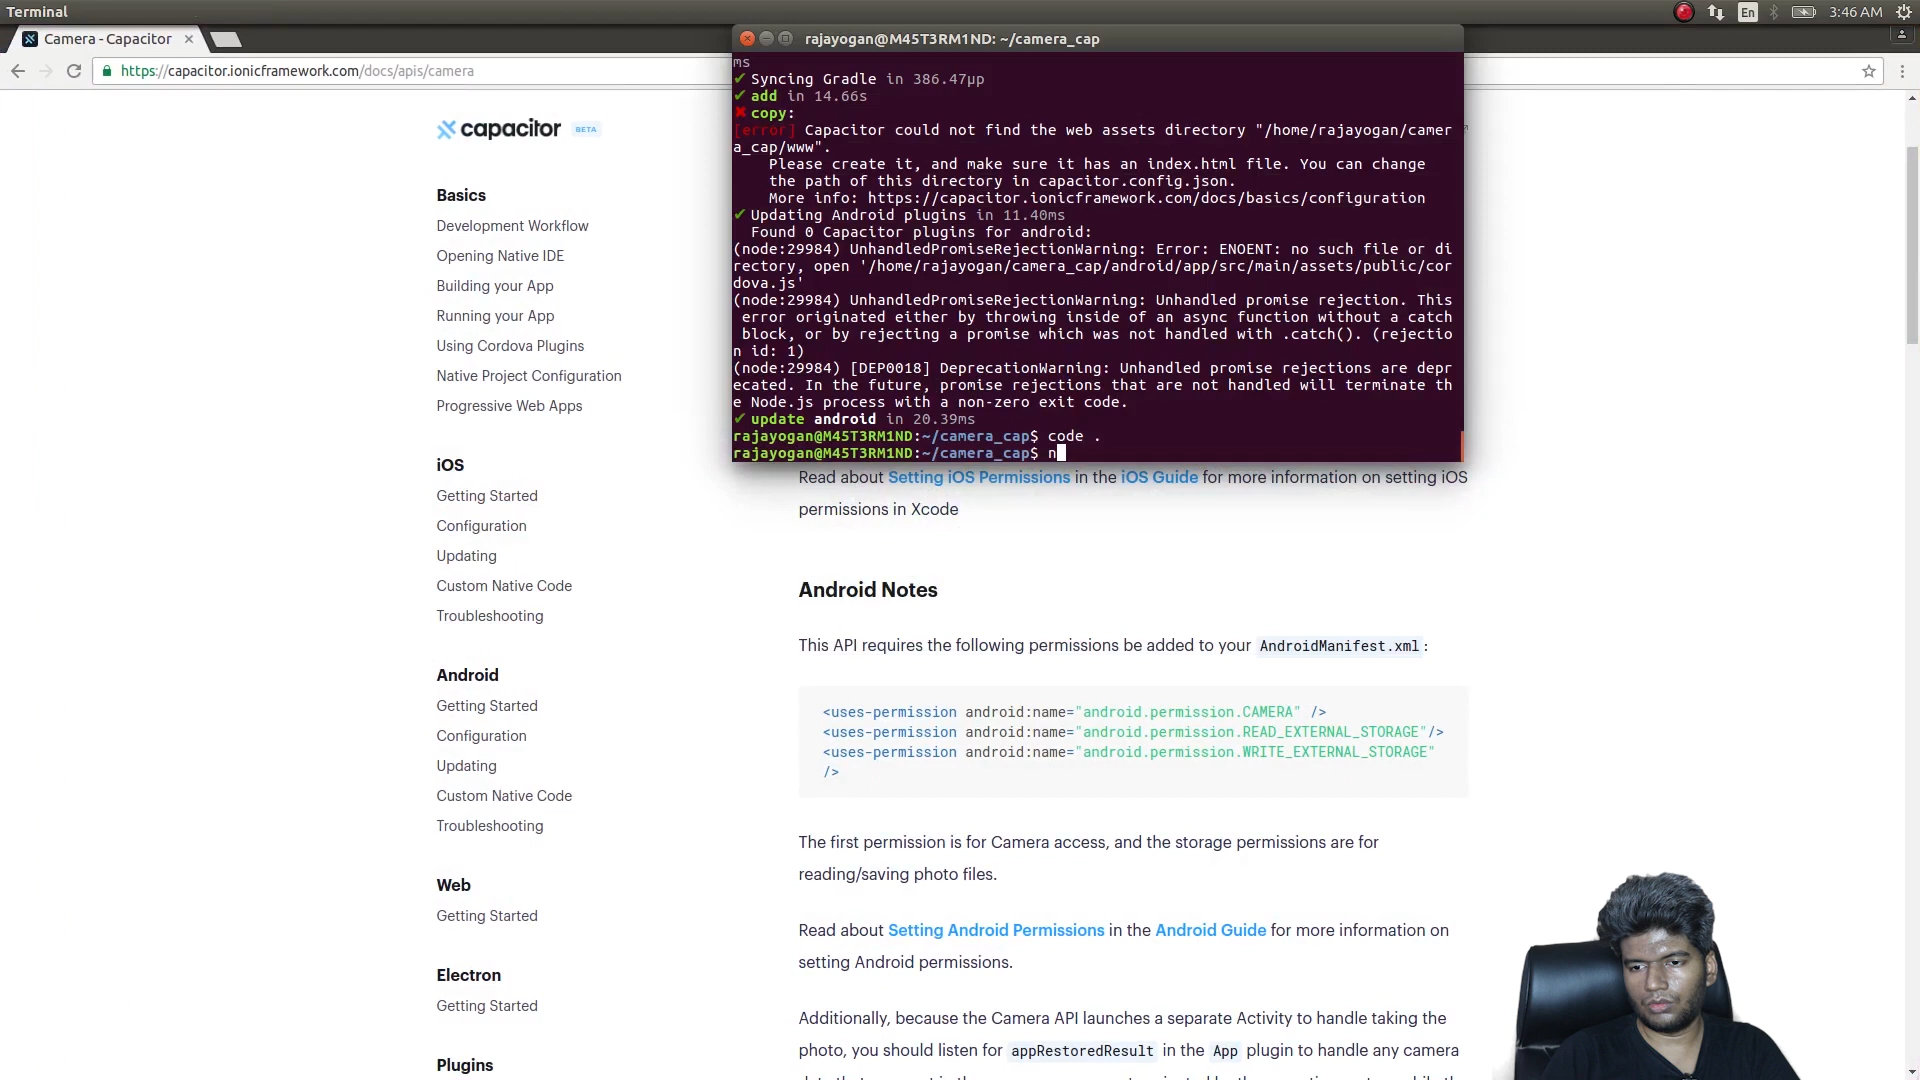 Terminal
En
3:46 AM
Camera - Capacitor
https://capacitor.ionicframework.com/docs/apis/camera
rajayogan@M45T3RM1ND: ~/camera_cap
ms
✔ Syncing Gradle in 386.47μp
✔ add in 14.66s
✖ copy:
[error] Capacitor could not find the web assets directory "/home/rajayogan/camer
a_cap/www".
Please create it, and make sure it has an index.html file. You can change
the path of this directory in capacitor.config.json.
More info: https://capacitor.ionicframework.com/docs/basics/configuration
✔ Updating Android plugins in 11.40ms
Found 0 Capacitor plugins for android:
(node:29984) UnhandledPromiseRejectionWarning: Error: ENOENT: no such file or di
rectory, open '/home/rajayogan/camera_cap/android/app/src/main/assets/public/cor
dova.js'
(node:29984) UnhandledPromiseRejectionWarning: Unhandled promise rejection. This
error originated either by throwing inside of an async function without a catch
block, or by rejecting a promise which was not handled with .catch(). (rejectio
n id: 1)
(node:29984) [DEP0018] DeprecationWarning: Unhandled promise rejections are depr
ecated. In the future, promise rejections that are not handled will terminate th
e Node.js process with a non-zero exit code.
✔ update android in 20.39ms
rajayogan@M45T3RM1ND:~/camera_cap$ code .
rajayogan@M45T3RM1ND:~/camera_cap$ n
capacitor BETA
Basics
Development Workflow
Opening Native IDE
Building your App
Running your App
Using Cordova Plugins
Native Project Configuration
Progressive Web Apps
iOS
Getting Started
Configuration
Updating
Custom Native Code
Troubleshooting
Android
Getting Started
Configuration
Updating
Custom Native Code
Troubleshooting
Web
Getting Started
Electron
Getting Started
Plugins
Read about Setting iOS Permissions in the iOS Guide for more information on setting iOS
permissions in Xcode
Android Notes
This API requires the following permissions be added to your AndroidManifest.xml:
<uses-permission android:name="android.permission.CAMERA" />
<uses-permission android:name="android.permission.READ_EXTERNAL_STORAGE"/>
<uses-permission android:name="android.permission.WRITE_EXTERNAL_STORAGE"
/>
The first permission is for Camera access, and the storage permissions are for
reading/saving photo files.
Read about Setting Android Permissions in the Android Guide for more information on
setting Android permissions.
Additionally, because the Camera API launches a separate Activity to handle taking the
photo, you should listen for appRestoredResult in the App plugin to handle any camera